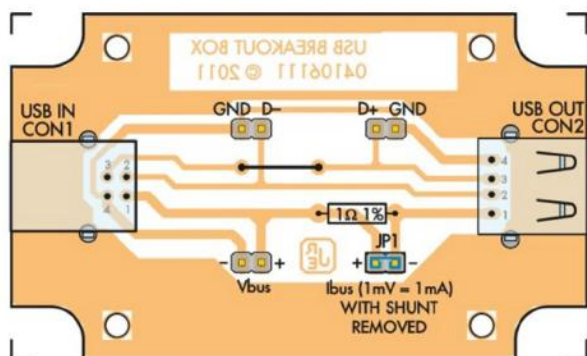 USB BREAKOUT BOX
04106111 © 2011
GND D– D+ GND
USB IN
CON1
USB OUT
CON2
3 2
4 1
4
3
2
1
1Ω 1%
JP1
– + + –
Vbus
Ibus (1mV = 1mA)
WITH SHUNT
REMOVED
JRE